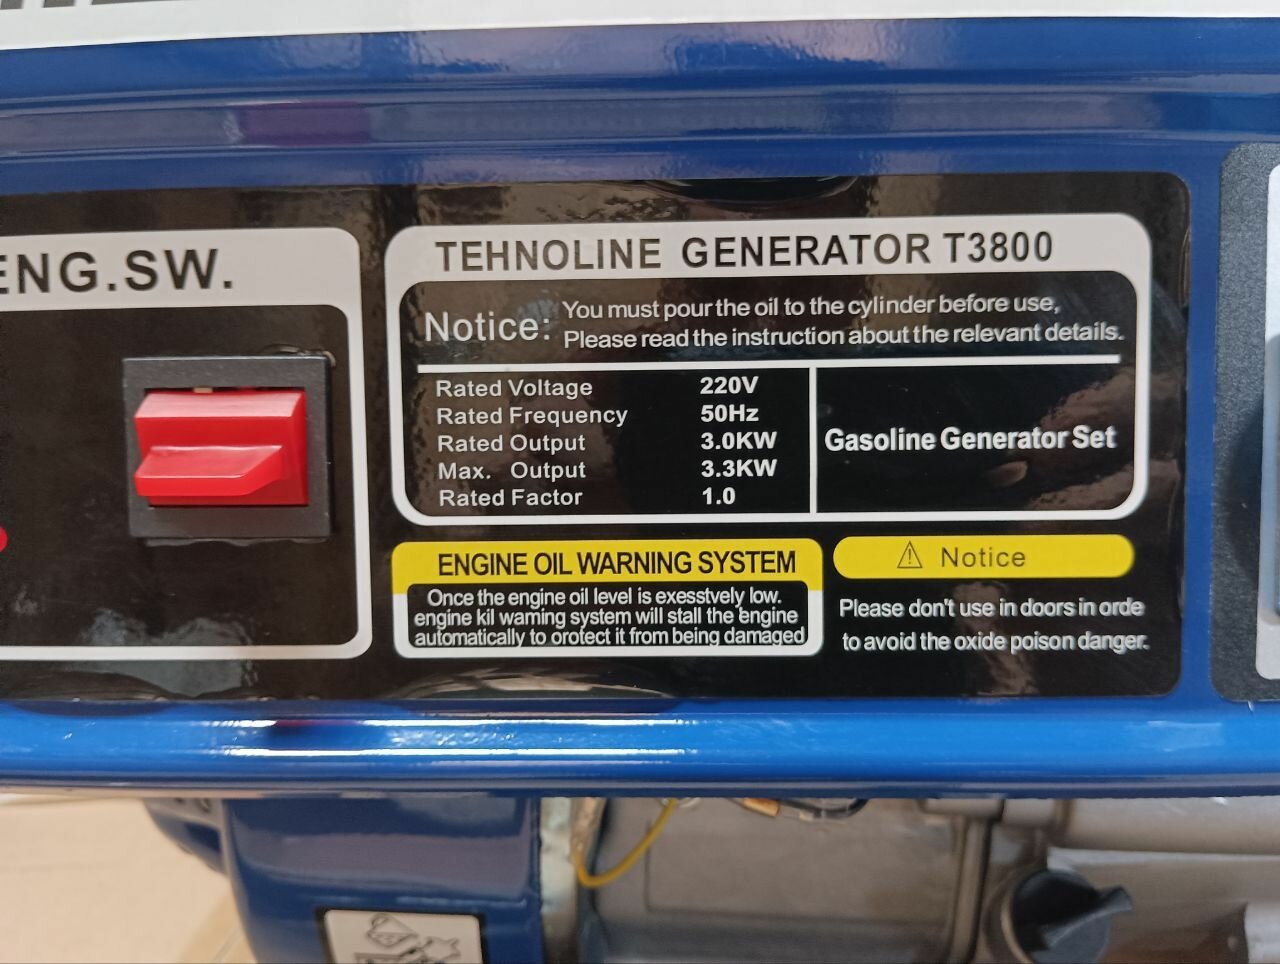 ENG.SW.
TEHNOLINE GENERATOR T3800
Notice: You must pour the oil to the cylinder before use,
Please read the instruction about the relevant details.
Rated Voltage 220V
Rated Frequency 50Hz
Rated Output 3.0KW
Max. Output 3.3KW
Rated Factor 1.0
Gasoline Generator Set
ENGINE OIL WARNING SYSTEM
Once the engine oil level is exesstvely low.
engine kil waming system will stall the engine
automatically to orotect it from being damaged
Notice
Please don't use in doors in orde
to avoid the oxide poison danger.